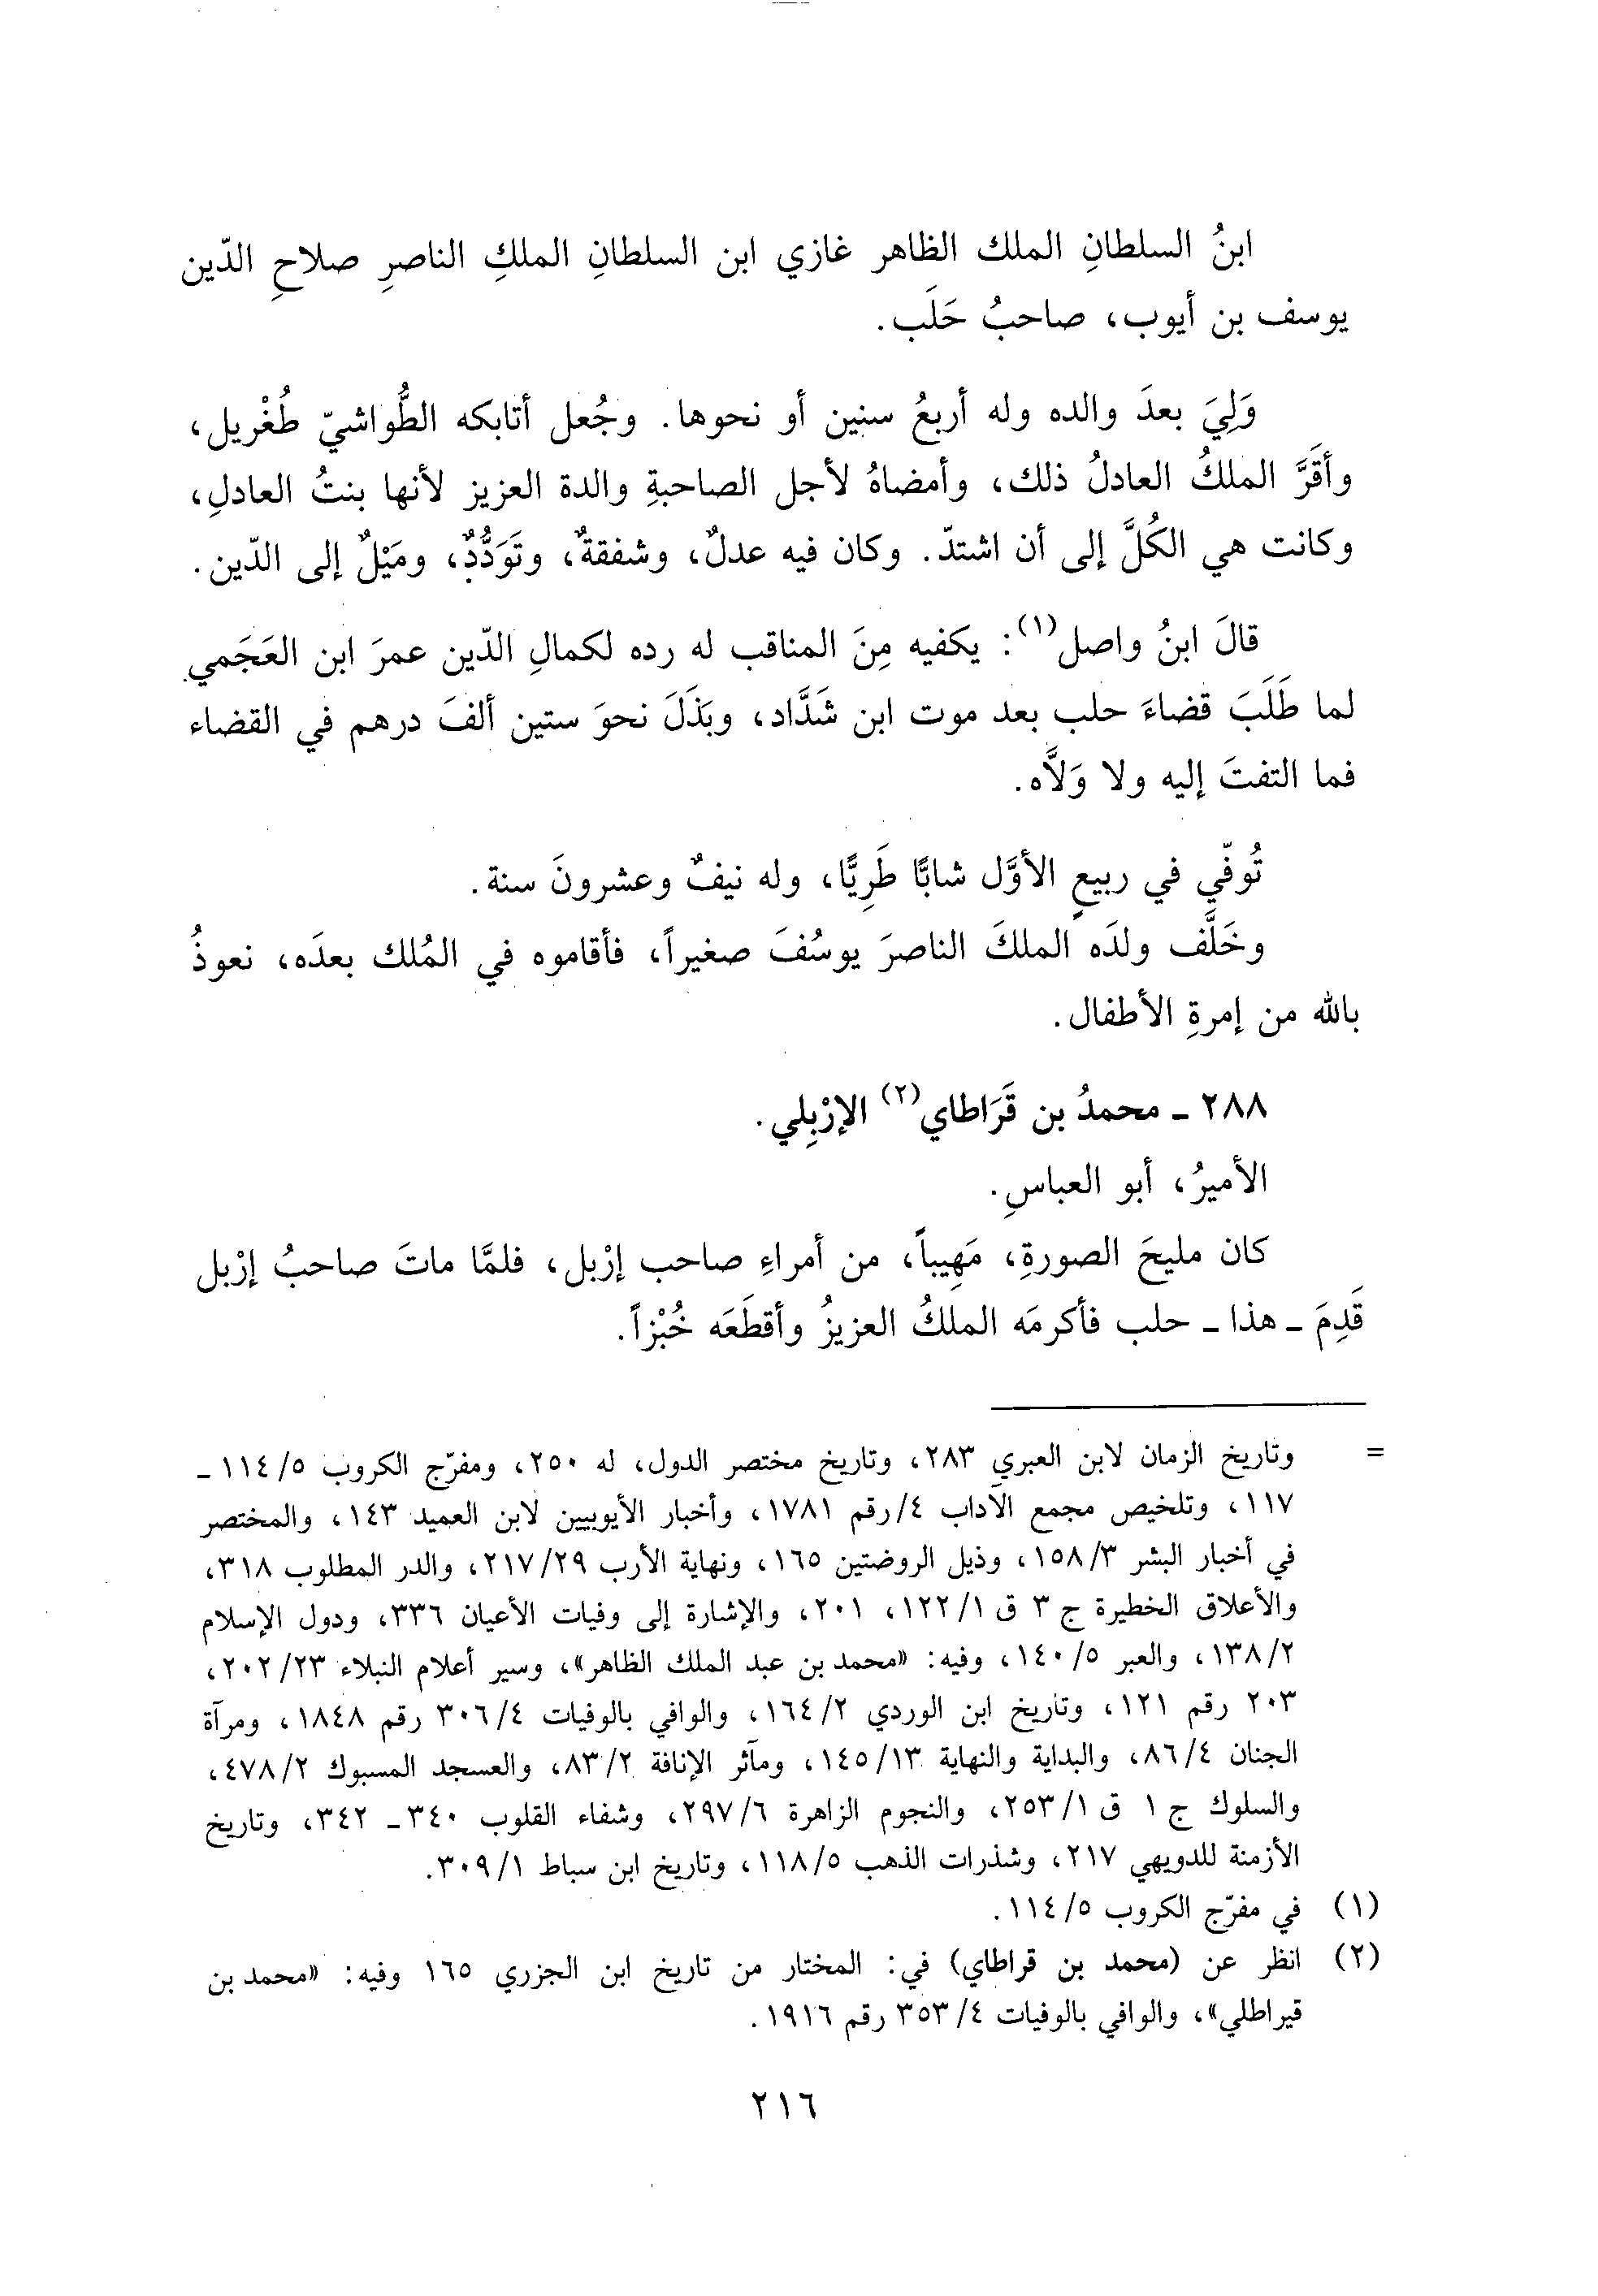 ابنُ السلطانِ الملك الظاهر غازي ابن السلطانِ الملكِ الناصرِ صلاحِ الدّين
يوسف بن أيوب، صاحبُ حَلَب.
وَلِيَ بعدَ والده وله أربعُ سنين أو نحوها. وجُعل أتابكه الطُّواشيّ طُغْريل،
وأقَرَّ الملكُ العادلُ ذلك، وأمضاهُ لأجل الصاحبةِ والدة العزيز لأنها بنتُ العادلِ،
وكانت هي الكُلَّ إلى أن اشتدّ. وكان فيه عدلٌ، وشفقةٌ، وتَوَدُّدٌ، ومَيْلٌ إلى الدّين.
قالَ ابنُ واصل(١): يكفيه مِنَ المناقب له رده لكمالِ الدّين عمرَ ابن العَجَمي
لما طَلَبَ قضاءَ حلب بعد موت ابن شَدَّاد، وبَذَلَ نحوَ ستين ألفَ درهم في القضاء
فما التفتَ إليه ولا وَلاَّه.
تُوفّي في ربيعٍ الأوَّل شابًّا طَرِيًّا، وله نيفٌ وعشرونَ سنة.
وخَلَّف ولدَه الملكَ الناصرَ يوسُفَ صغيراً، فأقاموه في المُلك بعدَه، نعوذُ
بالله من إمرةِ الأطفال.
٢٨٨ ـ محمدُ بن قَرَاطاي(٢) الإرْبِلي.
الأميرُ، أبو العباسِ.
كان مليحَ الصورةِ، مَهِيباً، من أمراءِ صاحب إرْبل، فلمَّا ماتَ صاحبُ إرْبل
قَدِمَ ـ هذا ـ حلب فأكرمَه الملكُ العزيزُ وأقطَعَه خُبْزاً.
= وتاريخ الزمان لابن العبري ٢٨٣، وتاريخ مختصر الدول، له ٢٥٠، ومفرّج الكروب ١١٤/٥ ـ
١١٧، وتلخيص مجمع الآداب ٤/رقم ١٧٨١، وأخبار الأيوبيين لابن العميد ١٤٣، والمختصر
في أخبار البشر ١٥٨/٣، وذيل الروضتين ١٦٥، ونهاية الأرب ٢١٧/٢٩، والدر المطلوب ٣١٨،
والأعلاق الخطيرة ج ٣ ق ١٢٢/١، ٢٠١، والإشارة إلى وفيات الأعيان ٣٣٦، ودول الإسلام
١٣٨/٢، والعبر ١٤٠/٥، وفيه: «محمد بن عبد الملك الظاهر»، وسير أعلام النبلاء ٢٠٢/٢٣،
٢٠٣ رقم ١٢١، وتاريخ ابن الوردي ١٦٤/٢، والوافي بالوفيات ٣٠٦/٤ رقم ١٨٤٨، ومرآة
الجنان ٨٦/٤، والبداية والنهاية ١٤٥/١٣، ومآثر الإنافة ٨٣/٢، والعسجد المسبوك ٤٧٨/٢،
والسلوك ج ١ ق ٢٥٣/١، والنجوم الزاهرة ٢٩٧/٦، وشفاء القلوب ٣٤٠ ـ ٣٤٢، وتاريخ
الأزمنة للدويهي ٢١٧، وشذرات الذهب ١١٨/٥، وتاريخ ابن سباط ٣٠٩/١.
(١) في مفرّج الكروب ١١٤/٥.
(٢) انظر عن (محمد بن قراطاي) في: المختار من تاريخ ابن الجزري ١٦٥ وفيه: «محمد بن
قيراطلي»، والوافي بالوفيات ٣٥٣/٤ رقم ١٩١٦.
٢١٦